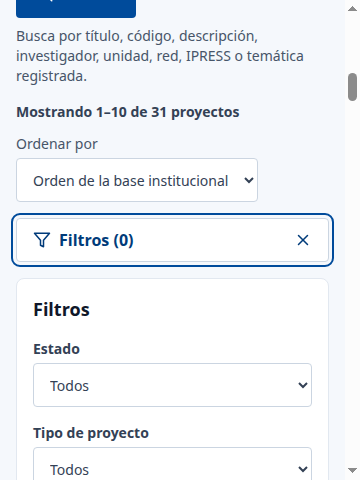 Busca por título, código, descripción,
investigador, unidad, red, IPRESS o temática
registrada.
Mostrando 1–10 de 31 proyectos
Ordenar por
Orden de la base institucional
Filtros (0)
Filtros
Estado
Todos
Tipo de proyecto
Todos